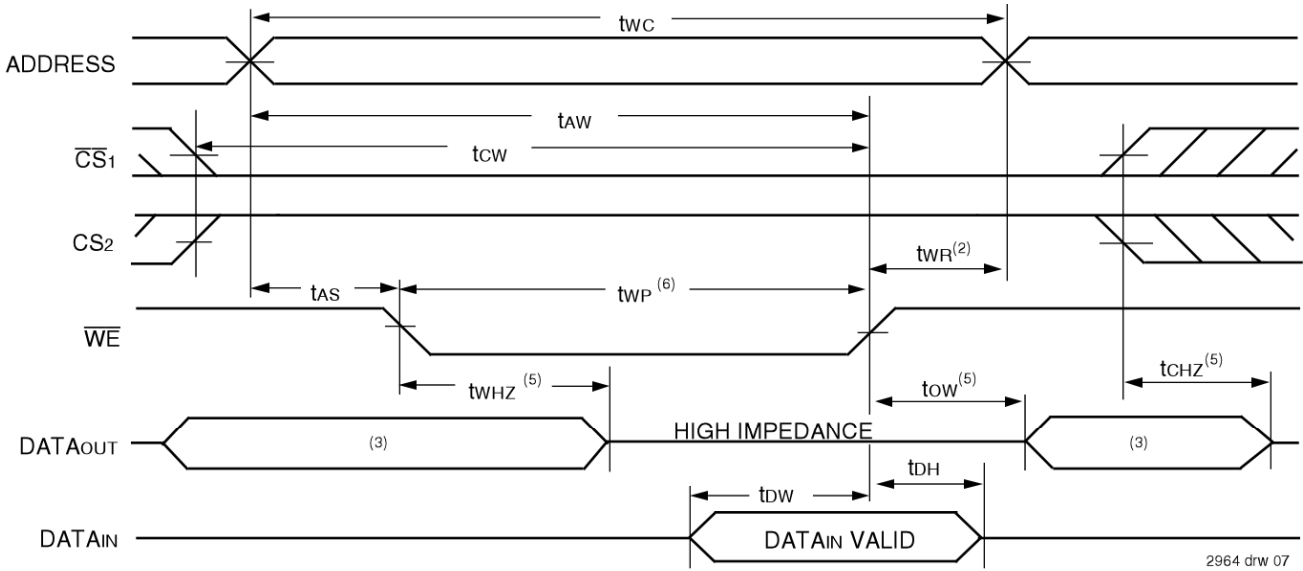 tWC
ADDRESS
tAW
CS1
tCW
CS2
tWR(2)
tAS
tWP (6)
WE
tWHZ (5)
tOW(5)
tCHZ(5)
DATAOUT
(3)
HIGH IMPEDANCE
(3)
tDW
tDH
DATAIN
DATAIN VALID
2964 drw 07